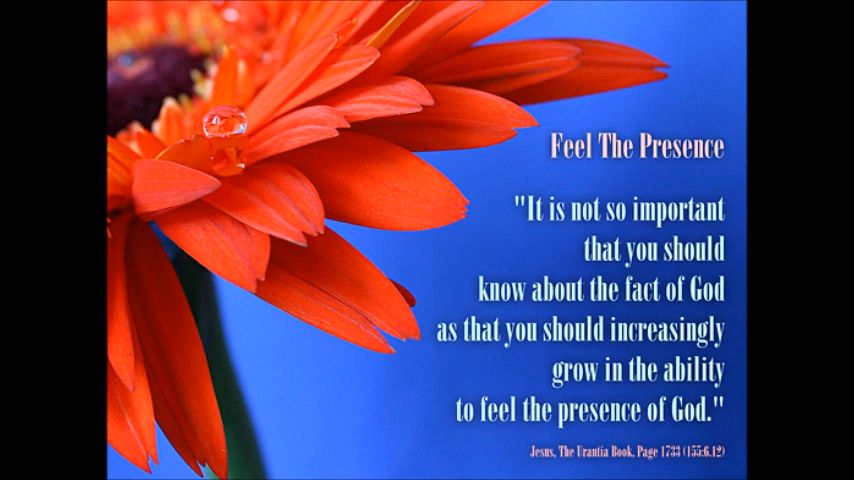 Feel The Presence
"It is not so important
that you should
know about the fact of God
as that you should increasingly
grow in the ability
to feel the presence of God."
Jesus, The Urantia Book, Page 1733 (155:6.12)